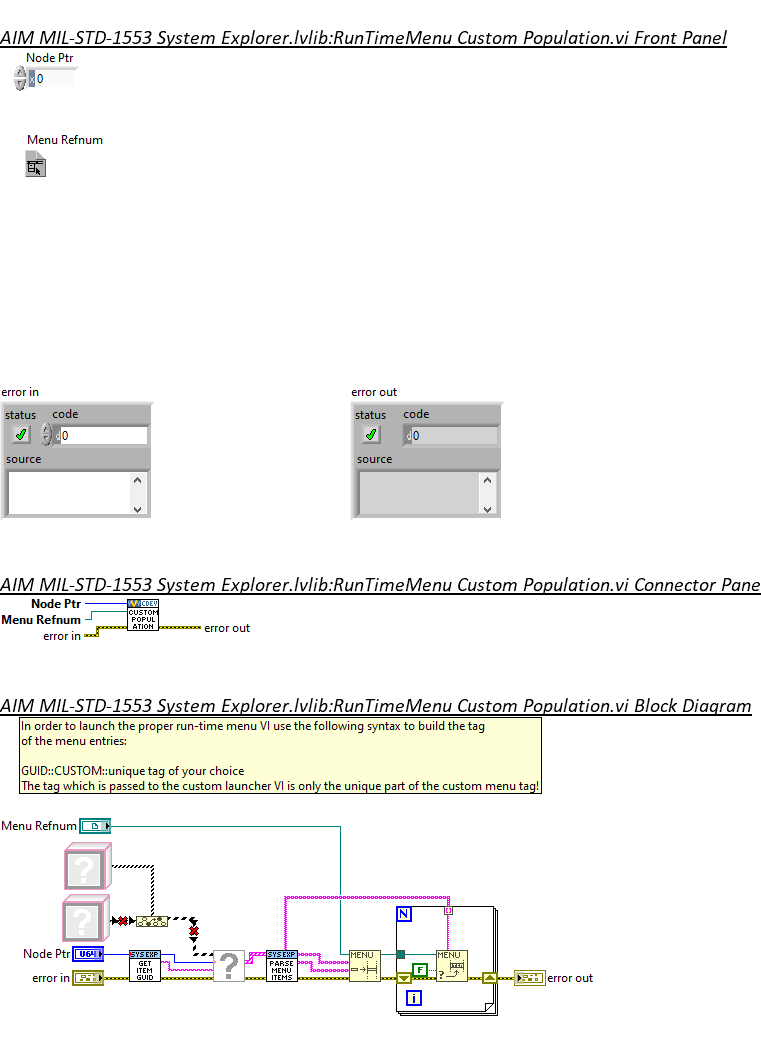 AIM MIL-STD-1553 System Explorer.lvlib:RunTimeMenu Custom Population.vi Front Panel
Node Ptr
x 0
Menu Refnum
error in
error out
status code
status code
d 0
d 0
source
source
AIM MIL-STD-1553 System Explorer.lvlib:RunTimeMenu Custom Population.vi Connector Pane
Node Ptr
Menu Refnum
error in
CDEV
CUSTOM
POPUL
ATION
error out
AIM MIL-STD-1553 System Explorer.lvlib:RunTimeMenu Custom Population.vi Block Diagram
In order to launch the proper run-time menu VI use the following syntax to build the tag
of the menu entries:
GUID::CUSTOM::unique tag of your choice
The tag which is passed to the custom launcher VI is only the unique part of the custom menu tag!
Menu Refnum
?
?
N
Node Ptr
U64
SYS EXP
GET
ITEM
GUID
?
SYS EXP
PARSE
MENU
ITEMS
MENU
MENU
?
F
error in
i
error out